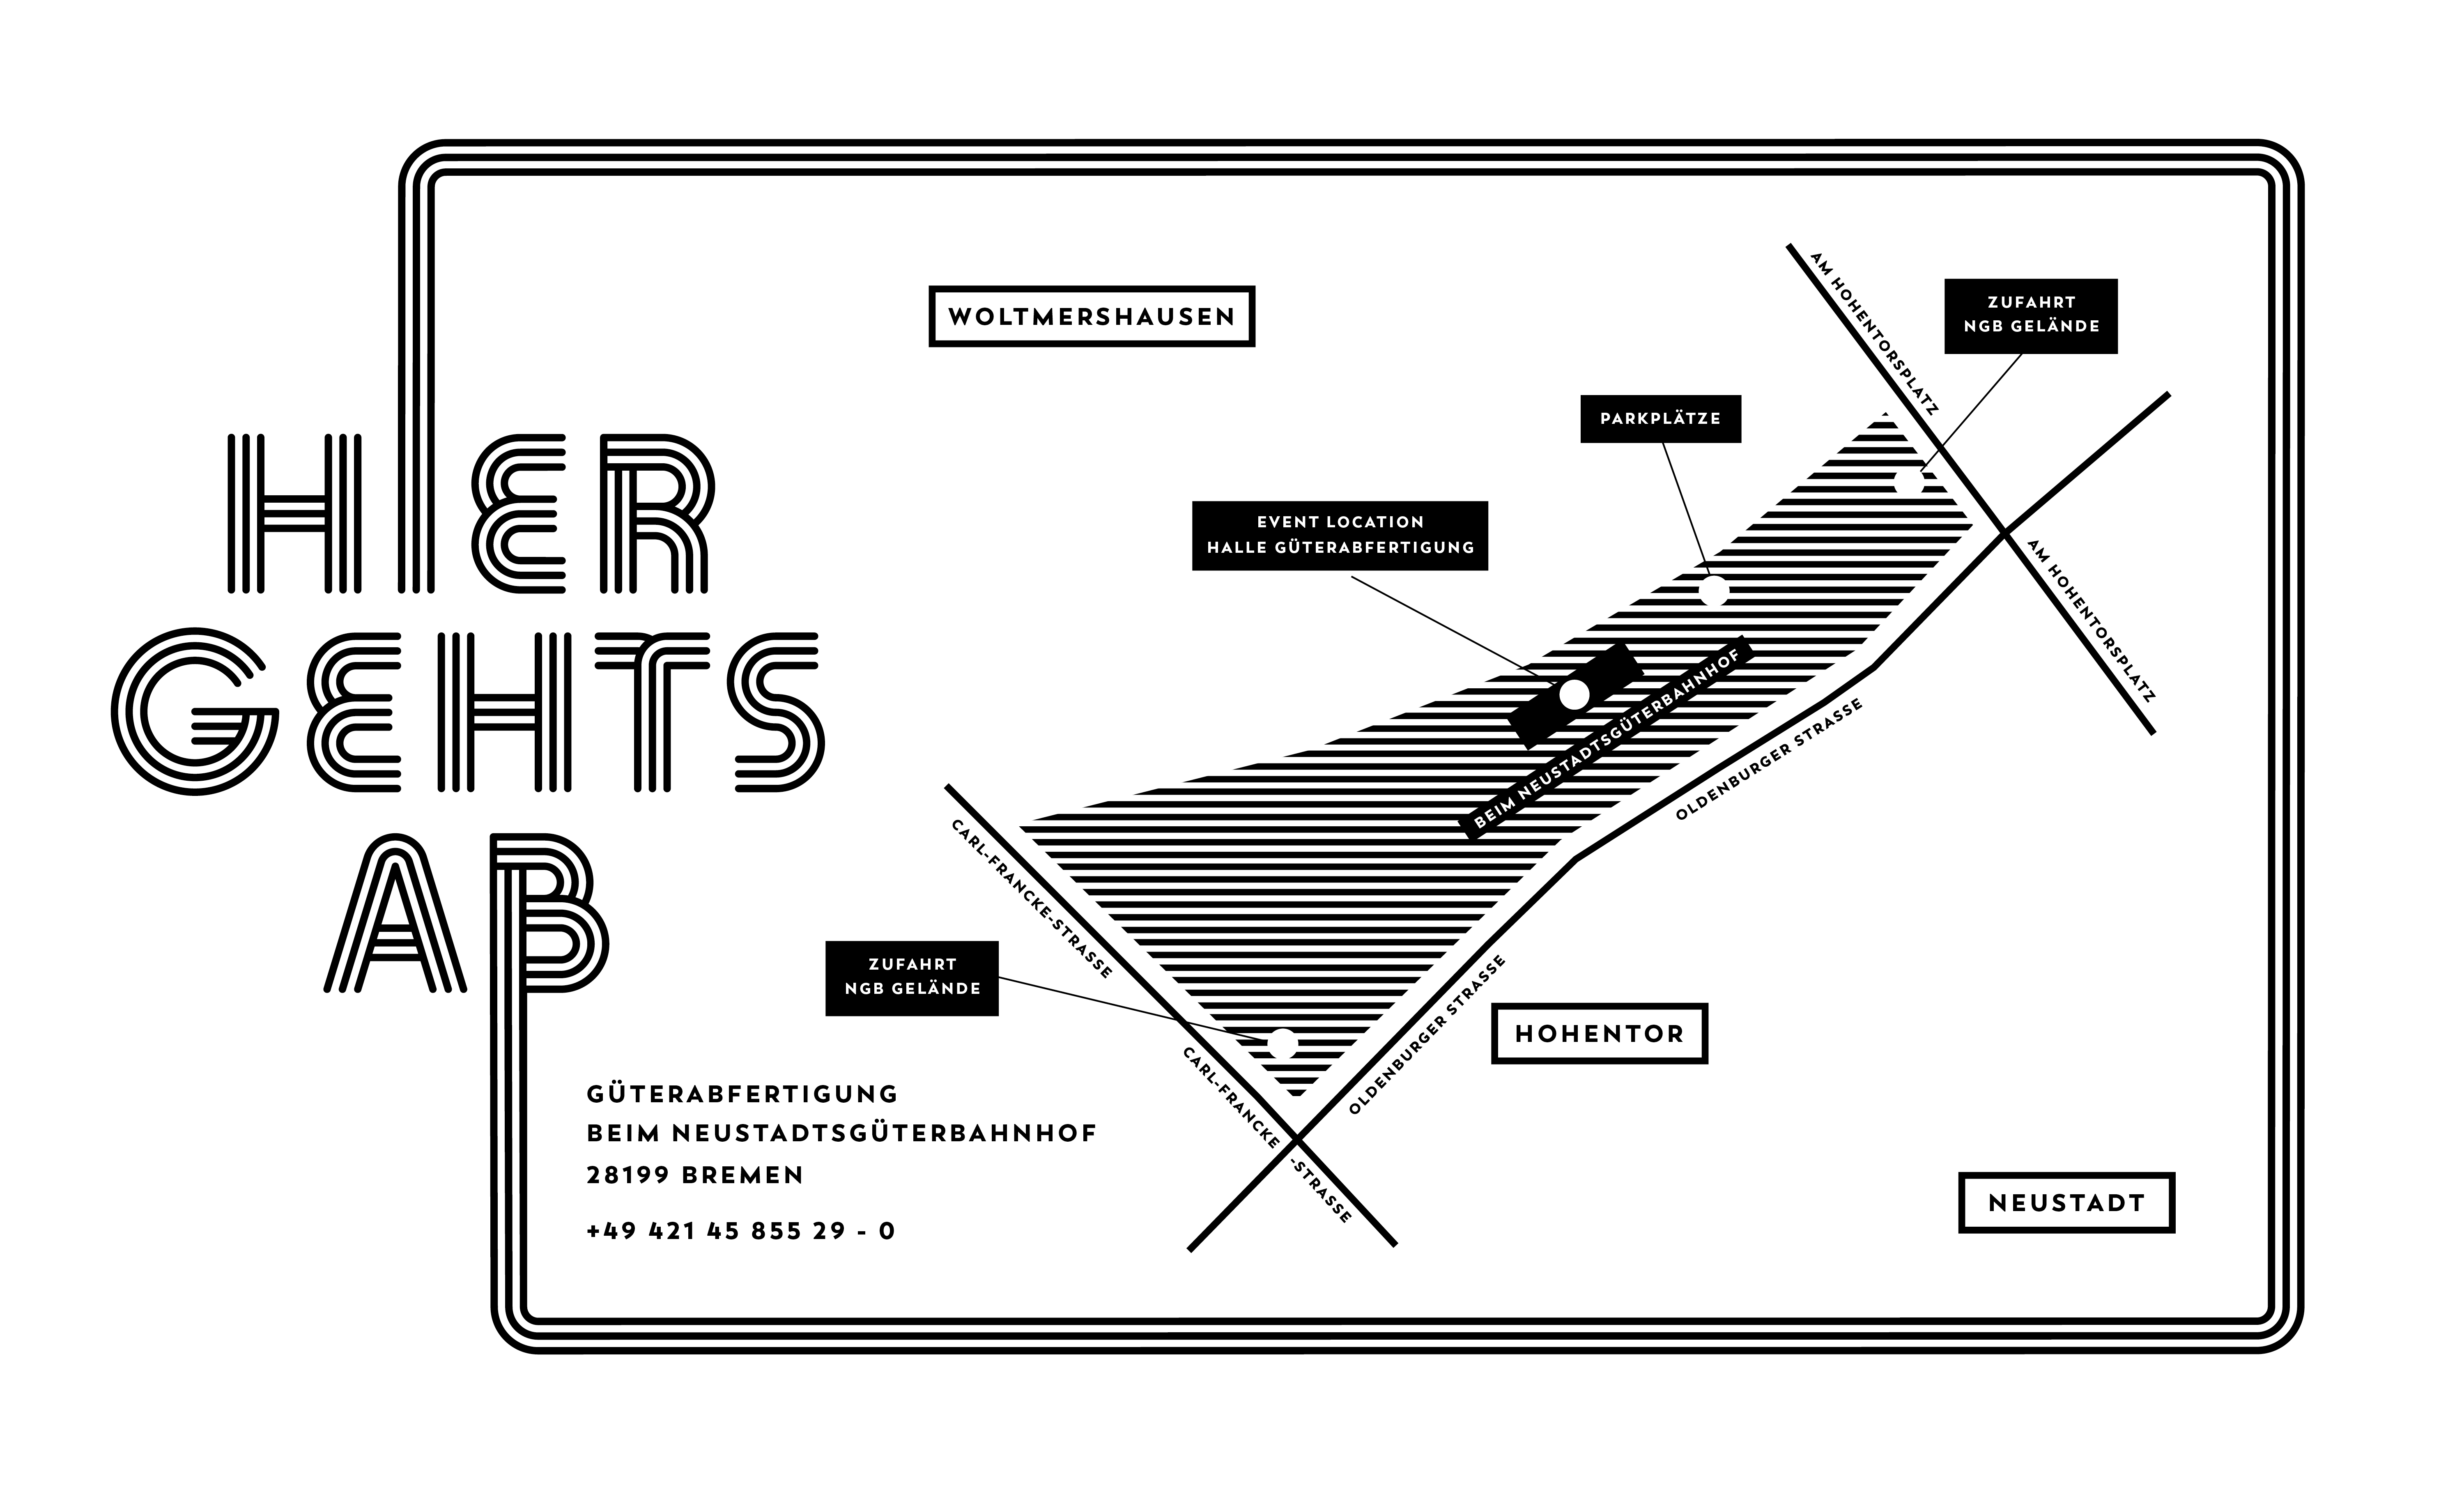 HIER
GEHTS
AB
WOLTMERSHAUSEN
AM HOHENTORSPLATZ
ZUFAHRT
NGB GELÄNDE
PARKPLÄTZE
EVENT LOCATION
HALLE GÜTERABFERTIGUNG
AM HOHENTORSPLATZ
BEIM NEUSTADTSGÜTERBAHNHOF
OLDENBURGER STRASSE
CARL-FRANCKE-STRASSE
ZUFAHRT
NGB GELÄNDE
OLDENBURGER STRASSE
HOHENTOR
CARL-FRANCKE -STRASSE
NEUSTADT
GÜTERABFERTIGUNG
BEIM NEUSTADTSGÜTERBAHNHOF
28199 BREMEN
+49 421 45 855 29 - 0